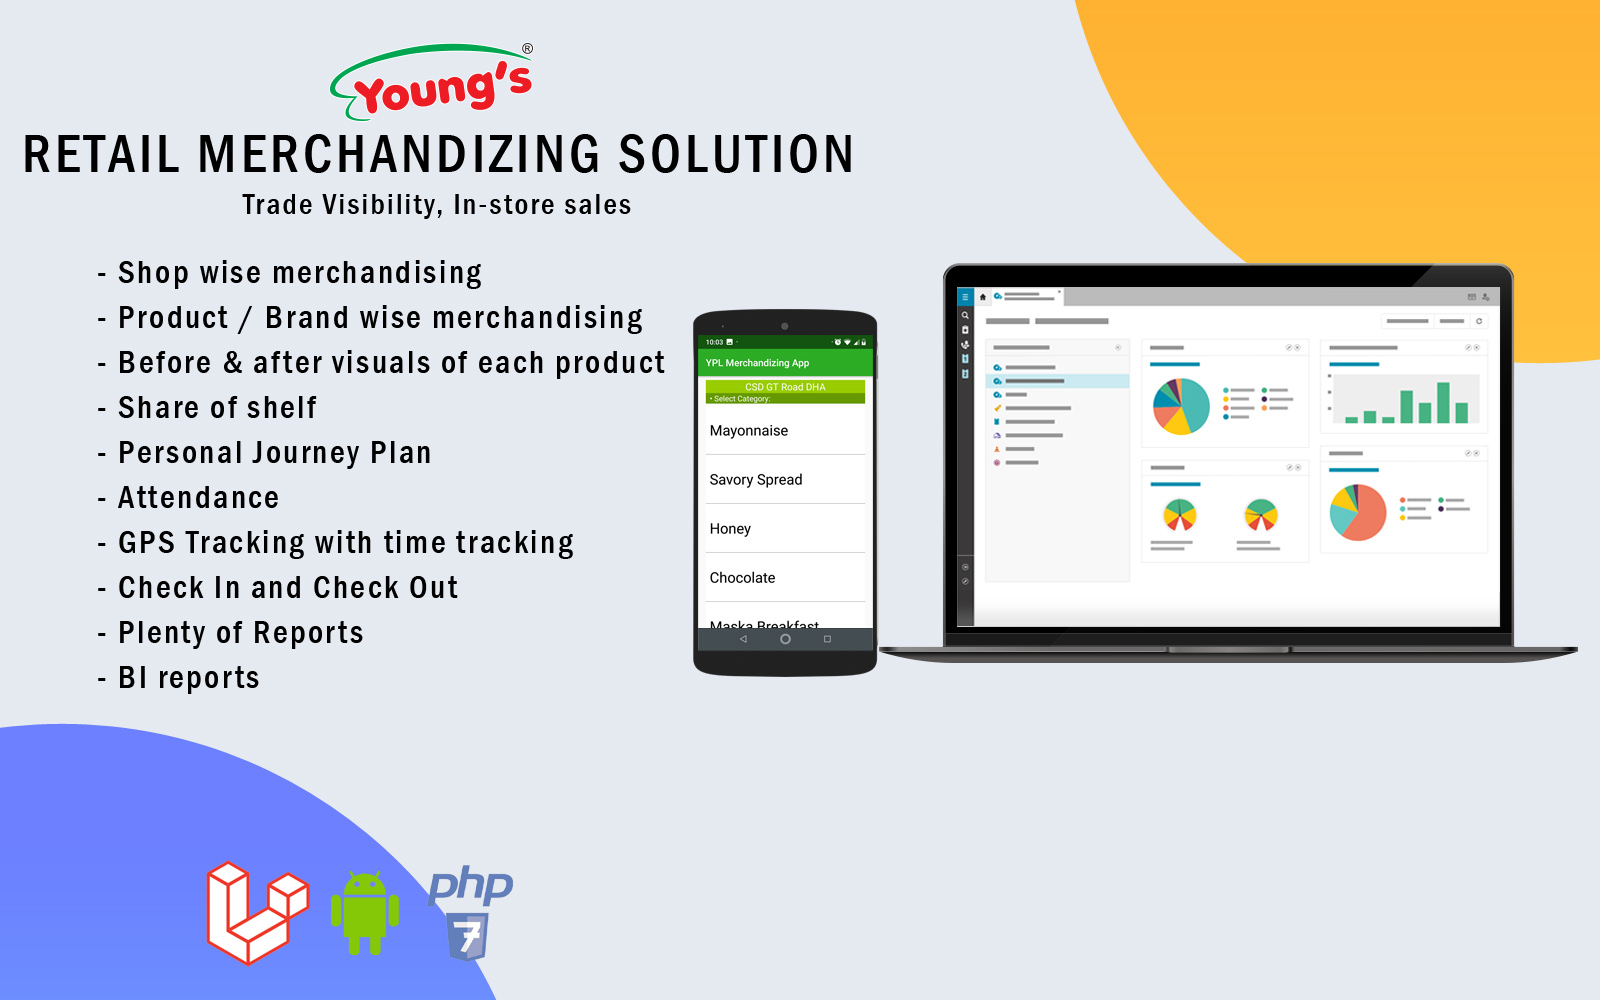 Young's ®
RETAIL MERCHANDIZING SOLUTION
Trade Visibility, In-store sales
- Shop wise merchandising
- Product / Brand wise merchandising
- Before & after visuals of each product
- Share of shelf
- Personal Journey Plan
- Attendance
- GPS Tracking with time tracking
- Check In and Check Out
- Plenty of Reports
- BI reports
10:03
YPL Merchandizing App
CSD GT Road DHA
• Select Category:
Mayonnaise
Savory Spread
Honey
Chocolate
Maska Breakfast
php
7